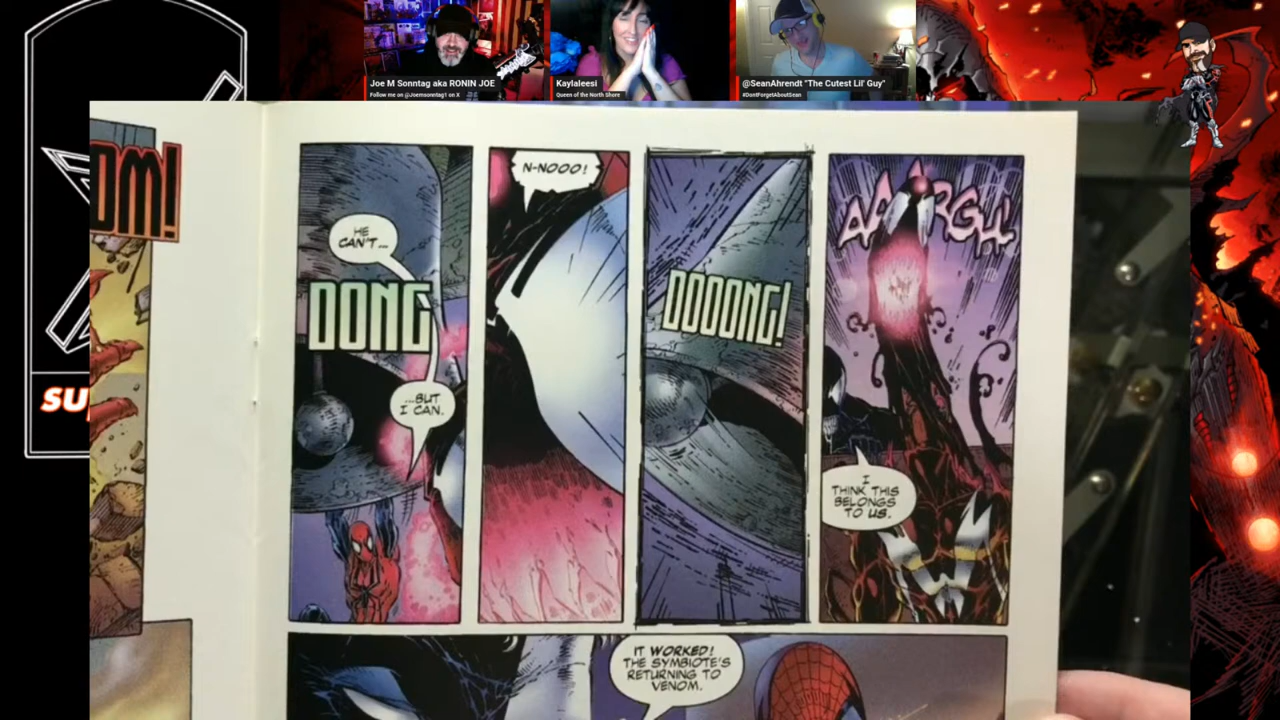 Joe M Sonntag aka RONIN JOE
Follow me on @Joemsonntag1 on X
Kaylaleesi
Queen of the North Shore
@SeanAhrendt "The Cutest Lil' Guy"
#DontForgetAboutSean
OM!
HE
CAN'T...
DONG
...BUT
I CAN.
N-NOOO!
DOOONG!
AAARGH!
I
THINK THIS
BELONGS
TO US.
IT WORKED!
THE SYMBIOTE'S
RETURNING TO
VENOM.
SU